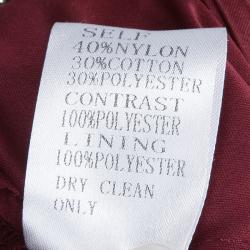 SELF
40%NYLON
30%COTTON
30%POLYESTER
CONTRAST
100%POLYESTER
LINING
100%POLYESTER
DRY CLEAN
ONLY